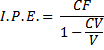 I.P.E. = CF / (1 − CV / V)